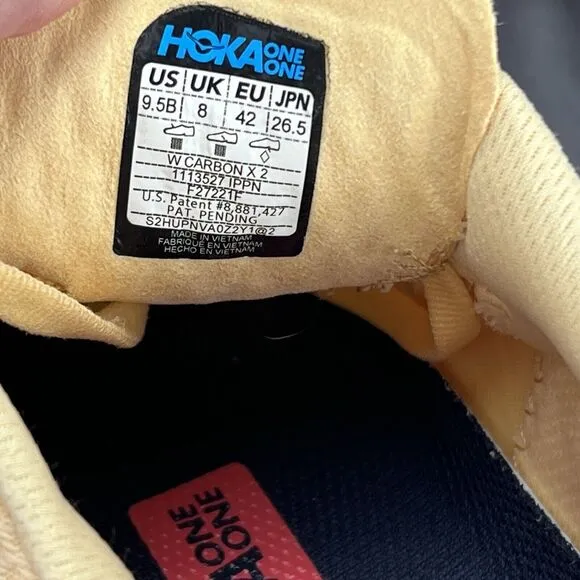 HOKA ONE ONE
US UK EU JPN
9.5B 8 42 26.5
W CARBON X 2
1113527 IPPN
F27221F
U.S. Patent #8,881,427
PAT. PENDING
S2HUPNVA0Z2Y1@2
MADE IN VIETNAM
FABRIQUE EN VIETNAM
HECHO EN VIETNAM
ONE
ONE